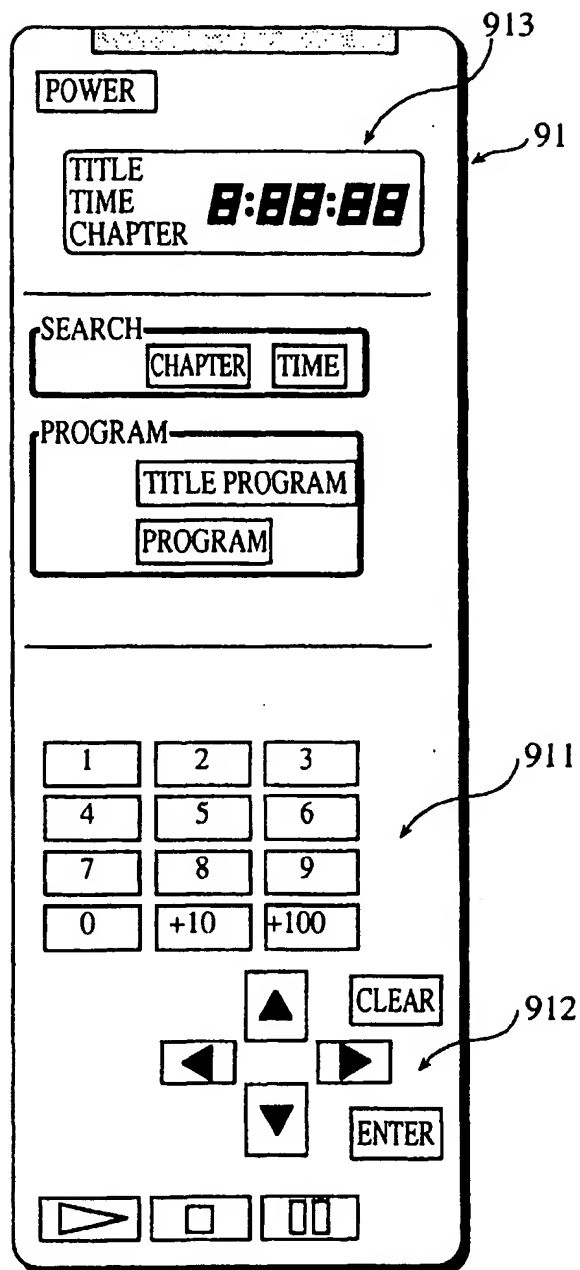 913
POWER
91
TITLE
TIME 8:88:88
CHAPTER
SEARCH
CHAPTER TIME
PROGRAM
TITLE PROGRAM
PROGRAM
1 2 3
911
4 5 6
7 8 9
0 +10 +100
CLEAR
912
ENTER